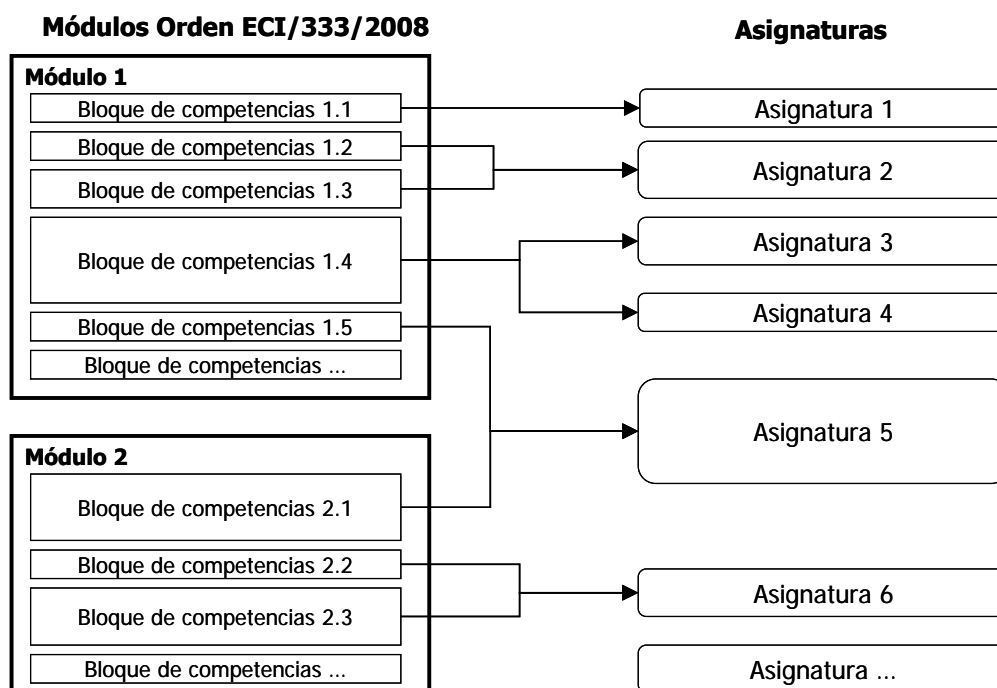 Módulos Orden ECI/333/2008
Módulo 1
Bloque de competencias 1.1
Bloque de competencias 1.2
Bloque de competencias 1.3
Bloque de competencias 1.4
Bloque de competencias 1.5
Bloque de competencias ...
Módulo 2
Bloque de competencias 2.1
Bloque de competencias 2.2
Bloque de competencias 2.3
Bloque de competencias ...
Asignaturas
Asignatura 1
Asignatura 2
Asignatura 3
Asignatura 4
Asignatura 5
Asignatura 6
Asignatura ...